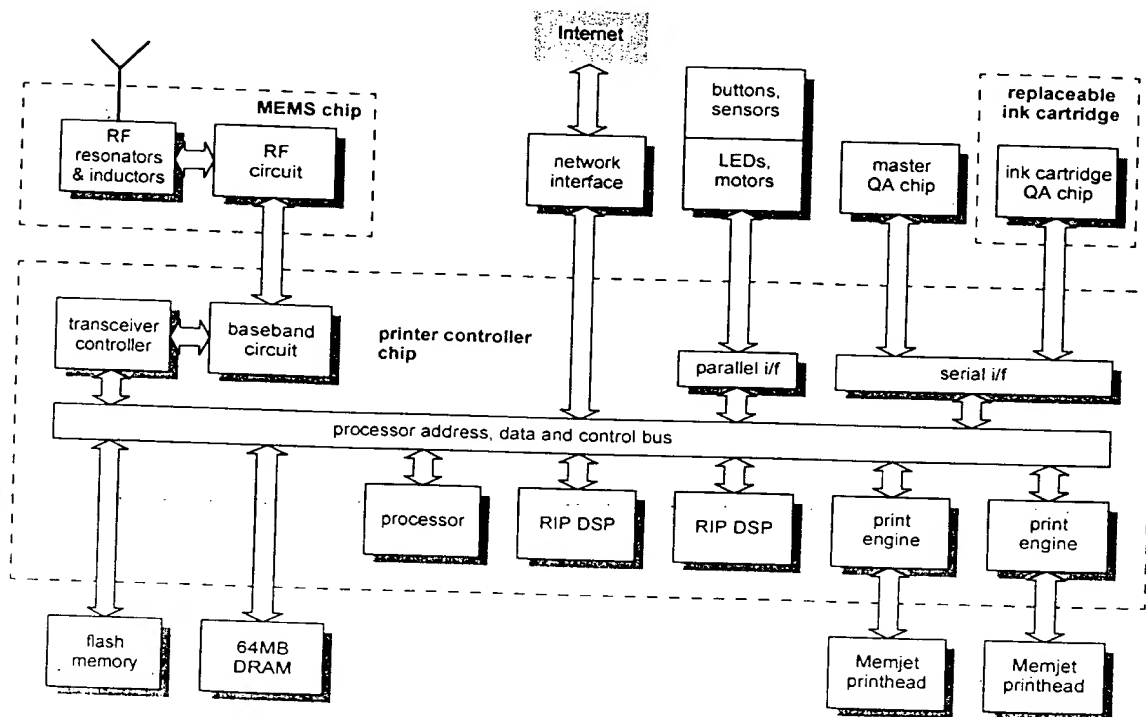 Internet
MEMS chip
RF
resonators
& inductors
RF
circuit
network
interface
buttons,
sensors
LEDs,
motors
master
QA chip
replaceable
ink cartridge
ink cartridge
QA chip
transceiver
controller
baseband
circuit
printer controller
chip
parallel i/f
serial i/f
processor address, data and control bus
processor
RIP DSP
RIP DSP
print
engine
print
engine
flash
memory
64MB
DRAM
Memjet
printhead
Memjet
printhead